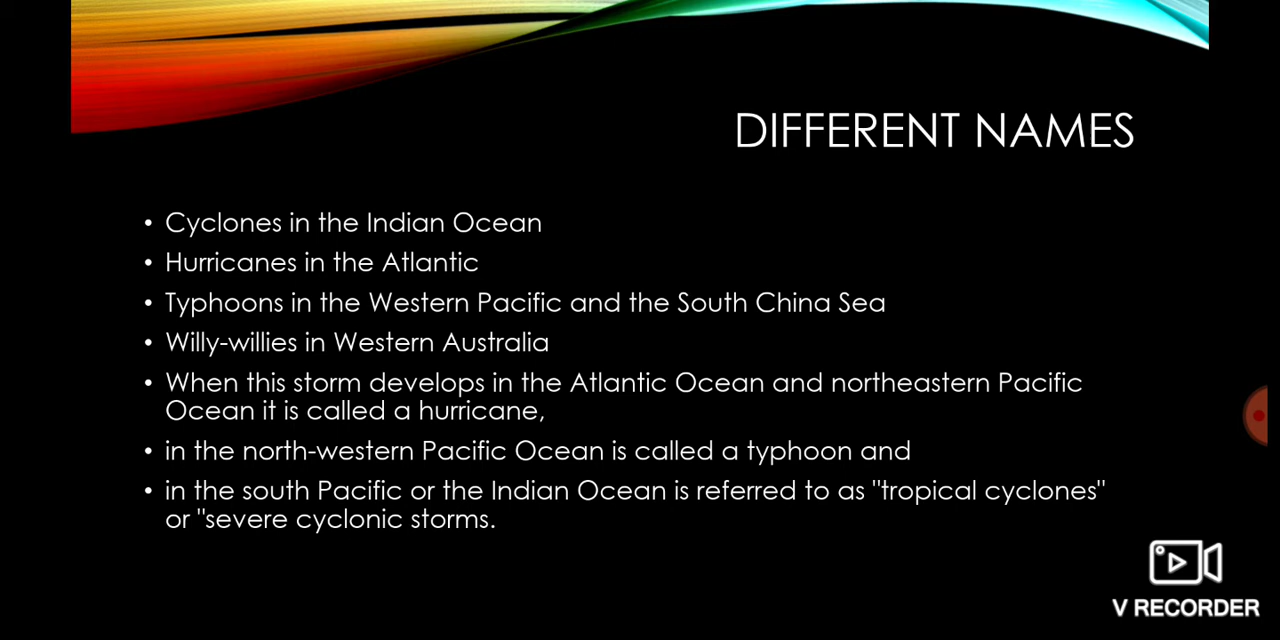 DIFFERENT NAMES
• Cyclones in the Indian Ocean
• Hurricanes in the Atlantic
• Typhoons in the Western Pacific and the South China Sea
• Willy-willies in Western Australia
• When this storm develops in the Atlantic Ocean and northeastern Pacific
Ocean it is called a hurricane,
• in the north-western Pacific Ocean is called a typhoon and
• in the south Pacific or the Indian Ocean is referred to as "tropical cyclones"
or "severe cyclonic storms.
V RECORDER